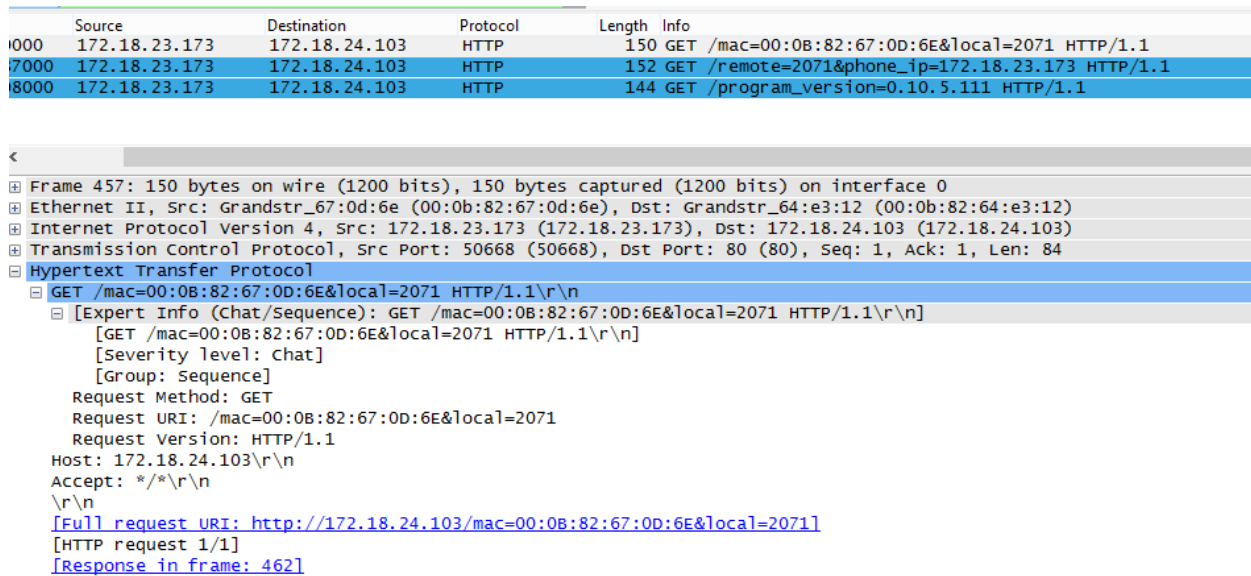 Source Destination Protocol Length Info
0000 172.18.23.173 172.18.24.103 HTTP 150 GET /mac=00:0B:82:67:0D:6E&local=2071 HTTP/1.1
7000 172.18.23.173 172.18.24.103 HTTP 152 GET /remote=2071&phone_ip=172.18.23.173 HTTP/1.1
8000 172.18.23.173 172.18.24.103 HTTP 144 GET /program_version=0.10.5.111 HTTP/1.1
Frame 457: 150 bytes on wire (1200 bits), 150 bytes captured (1200 bits) on interface 0
Ethernet II, Src: Grandstr_67:0d:6e (00:0b:82:67:0d:6e), Dst: Grandstr_64:e3:12 (00:0b:82:64:e3:12)
Internet Protocol Version 4, Src: 172.18.23.173 (172.18.23.173), Dst: 172.18.24.103 (172.18.24.103)
Transmission Control Protocol, Src Port: 50668 (50668), Dst Port: 80 (80), Seq: 1, Ack: 1, Len: 84
Hypertext Transfer Protocol
GET /mac=00:0B:82:67:0D:6E&local=2071 HTTP/1.1\r\n
[Expert Info (Chat/Sequence): GET /mac=00:0B:82:67:0D:6E&local=2071 HTTP/1.1\r\n]
[GET /mac=00:0B:82:67:0D:6E&local=2071 HTTP/1.1\r\n]
[Severity level: Chat]
[Group: Sequence]
Request Method: GET
Request URI: /mac=00:0B:82:67:0D:6E&local=2071
Request Version: HTTP/1.1
Host: 172.18.24.103\r\n
Accept: */*\r\n
\r\n
[Full request URI: http://172.18.24.103/mac=00:0B:82:67:0D:6E&local=2071]
[HTTP request 1/1]
[Response in frame: 462]